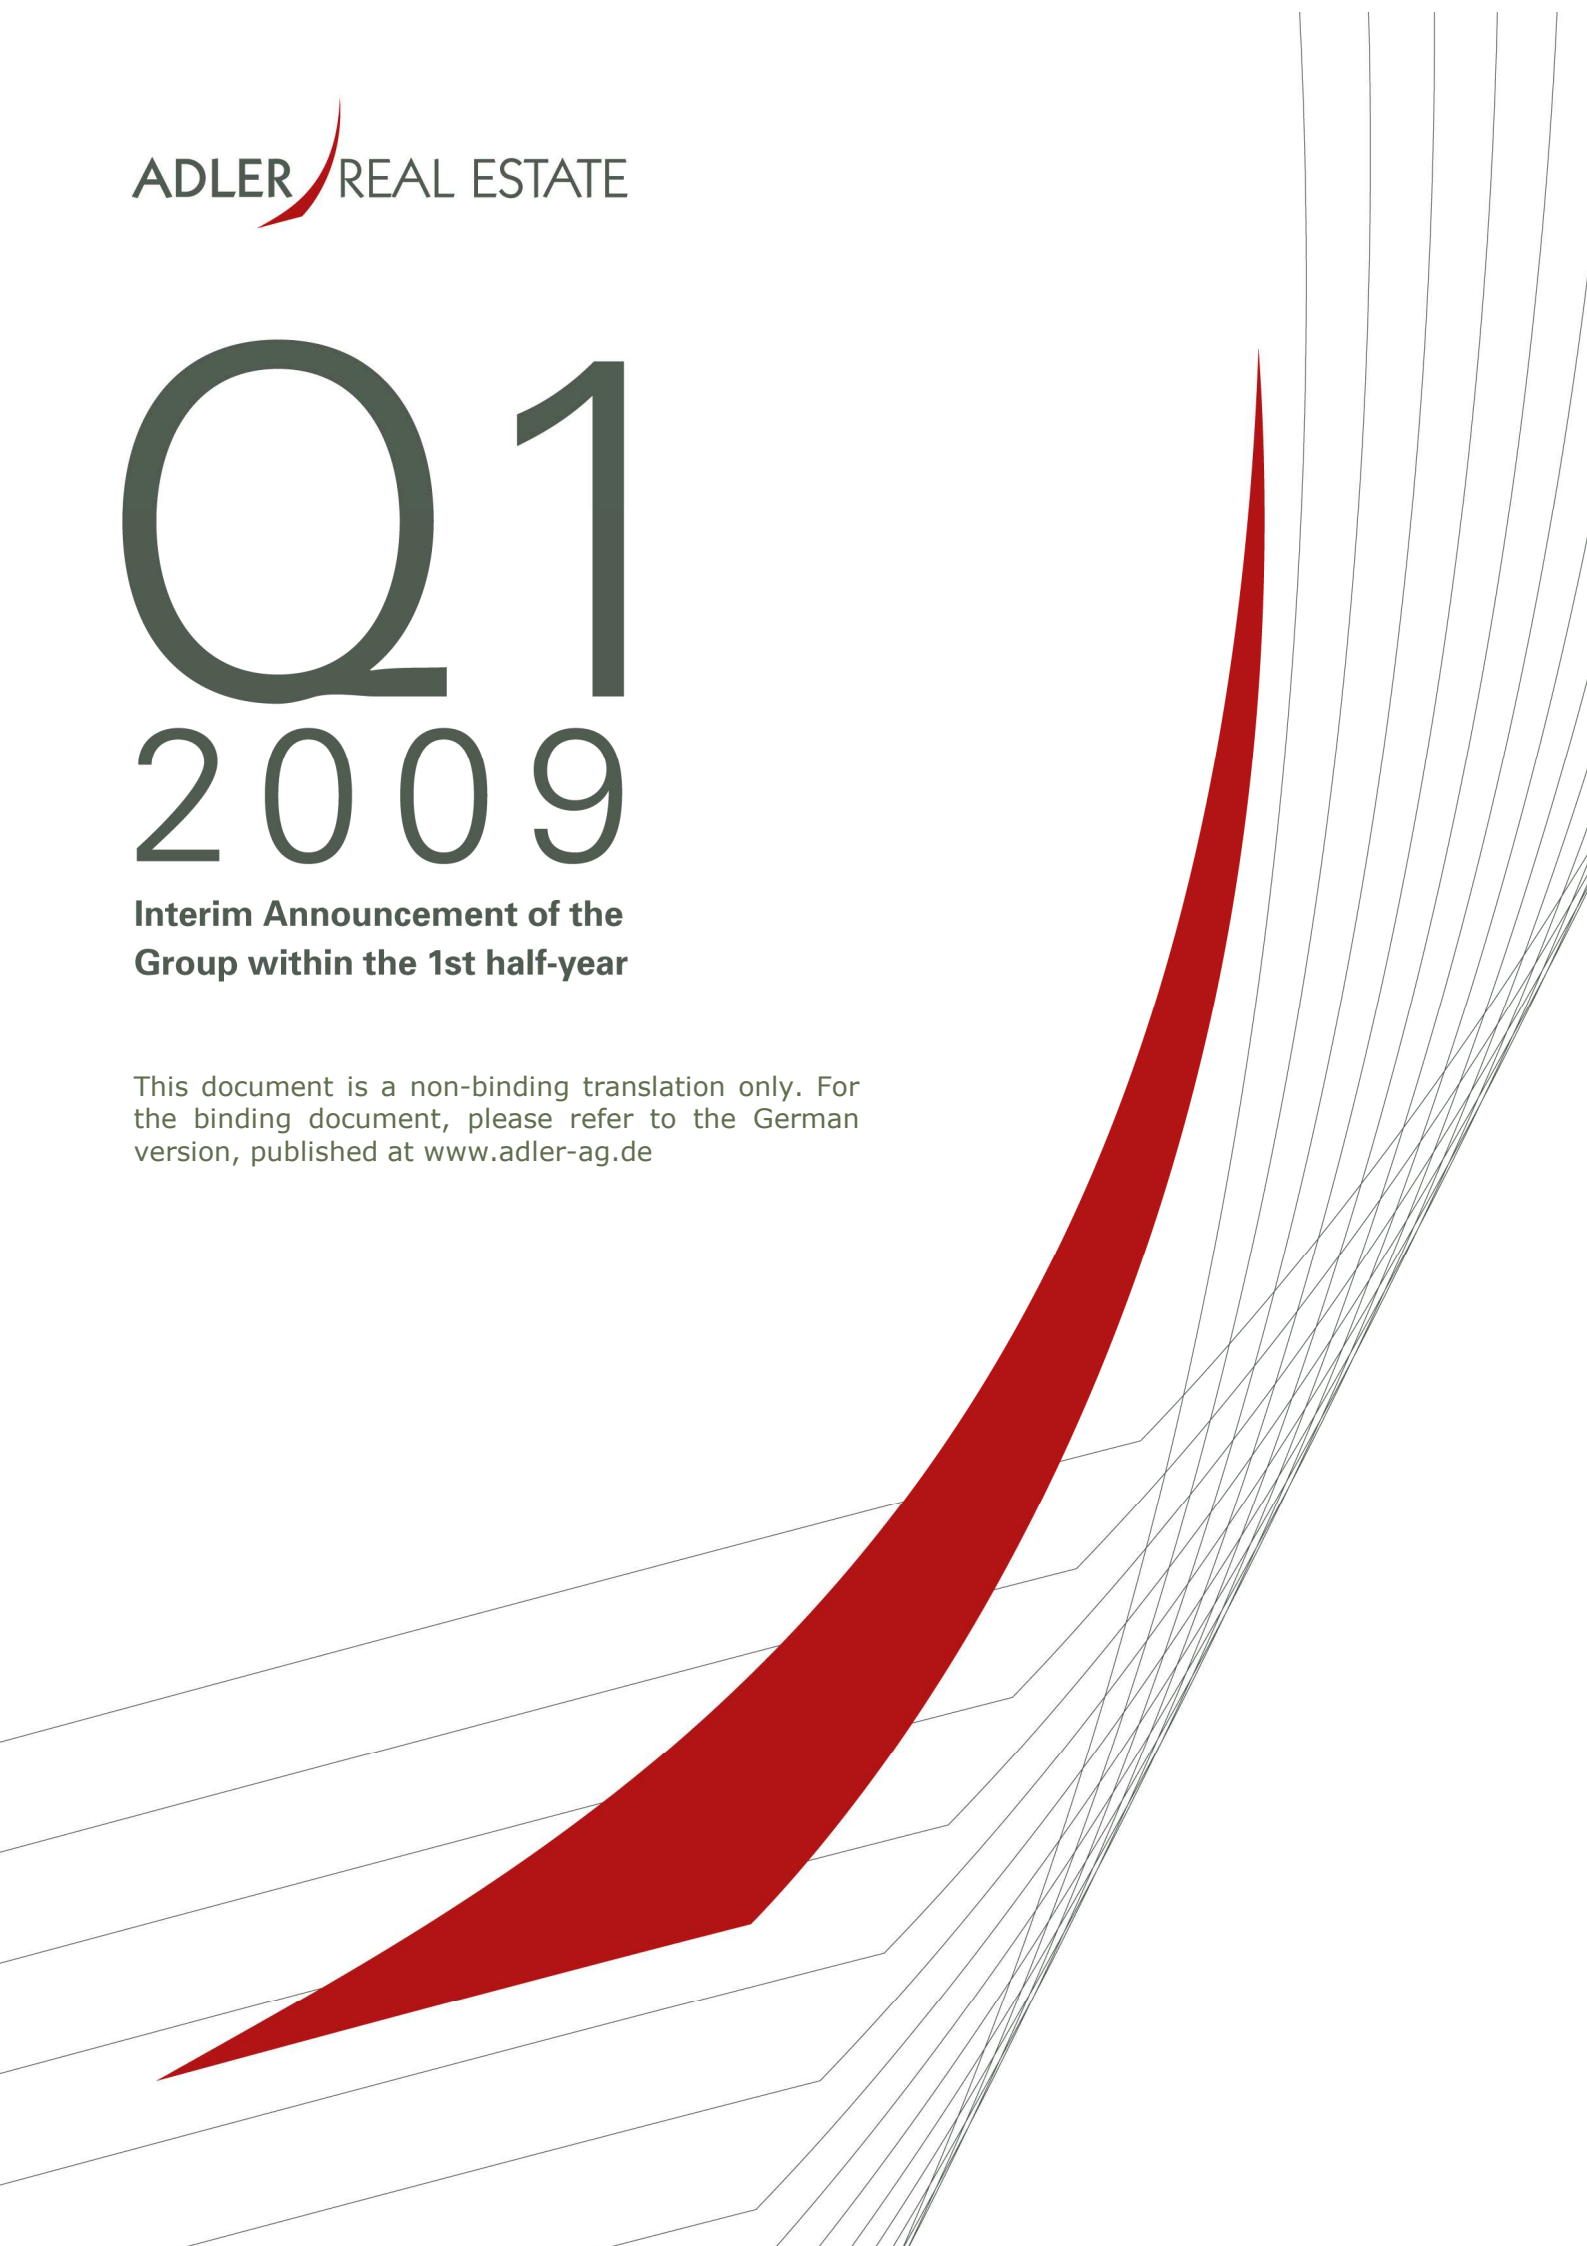 ADLER REAL ESTATE
Q1
2009
Interim Announcement of the
Group within the 1st half-year
This document is a non-binding translation only. For
the binding document, please refer to the German
version, published at www.adler-ag.de